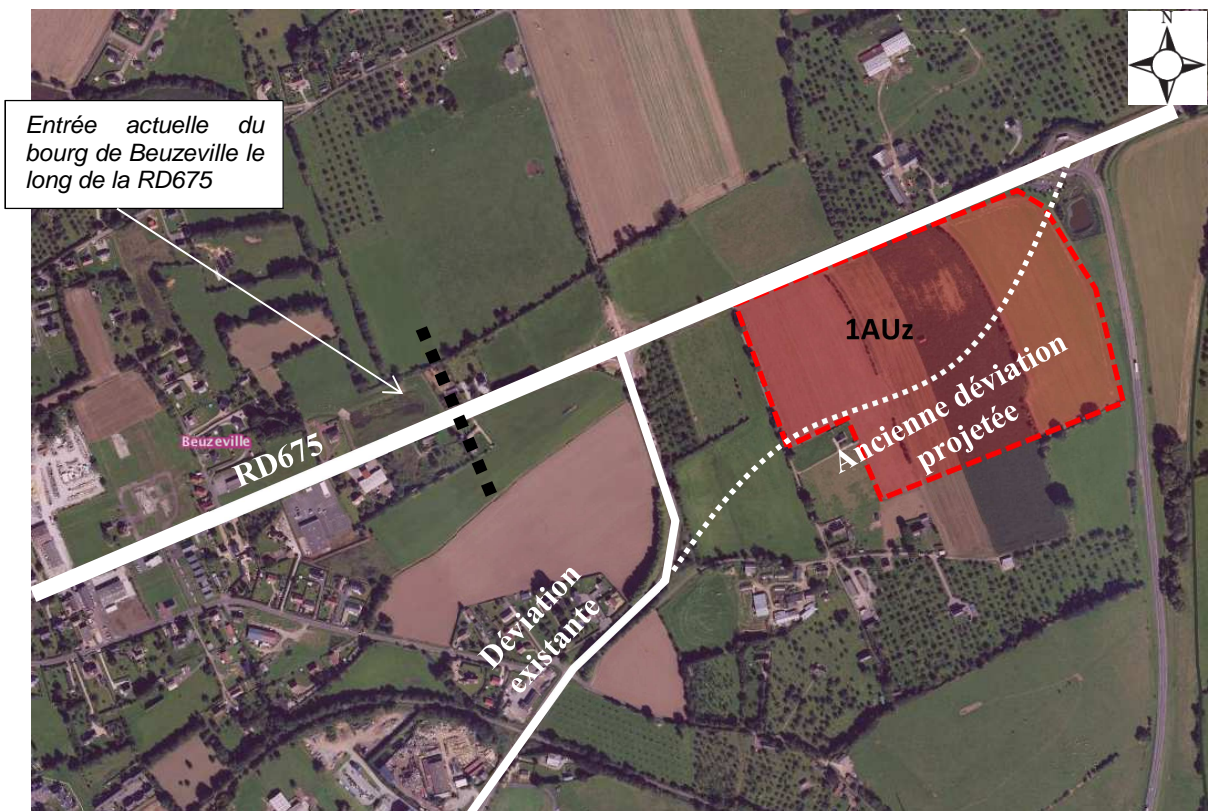 N
Entrée actuelle du
bourg de Beuzeville le
long de la RD675
1AUz
Ancienne déviation
projetée
Beuzeville
RD675
Déviation
existante